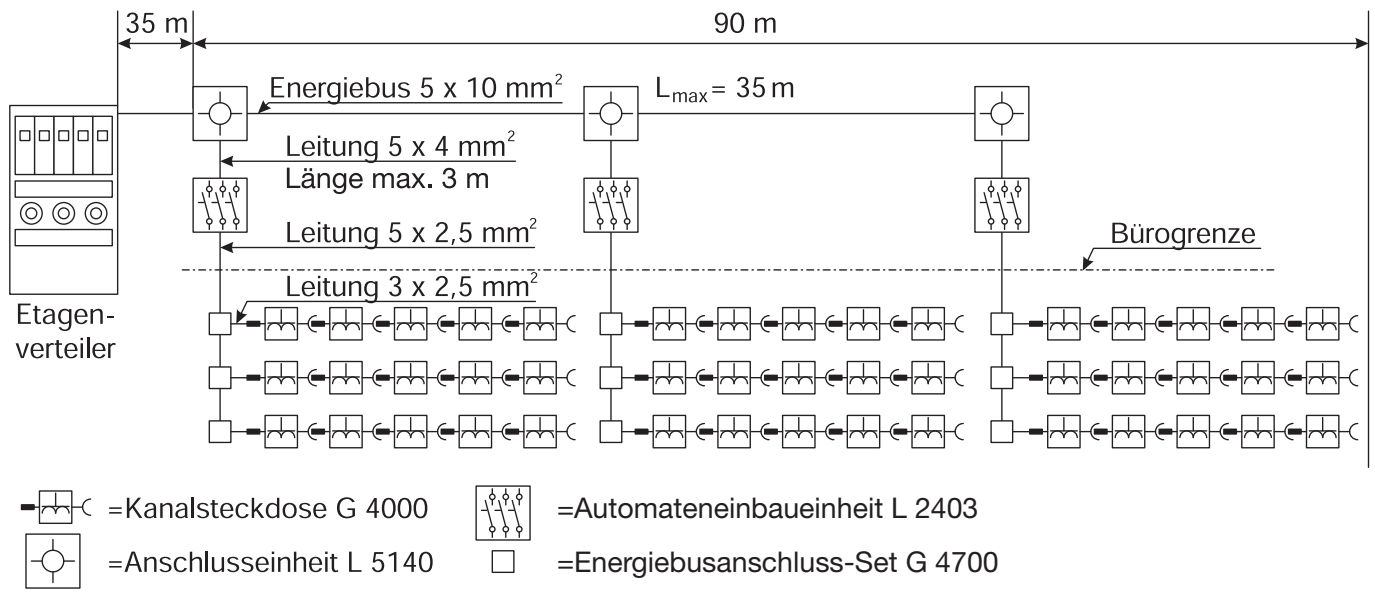 35 m
90 m
Energiebus 5 x 10 mm²
Lmax = 35 m
Leitung 5 x 4 mm²
Länge max. 3 m
Leitung 5 x 2,5 mm²
Bürogrenze
Leitung 3 x 2,5 mm²
Etagen-
verteiler
=Kanalsteckdose G 4000
=Automateneinbaueinheit L 2403
=Anschlusseinheit L 5140
=Energiebusanschluss-Set G 4700